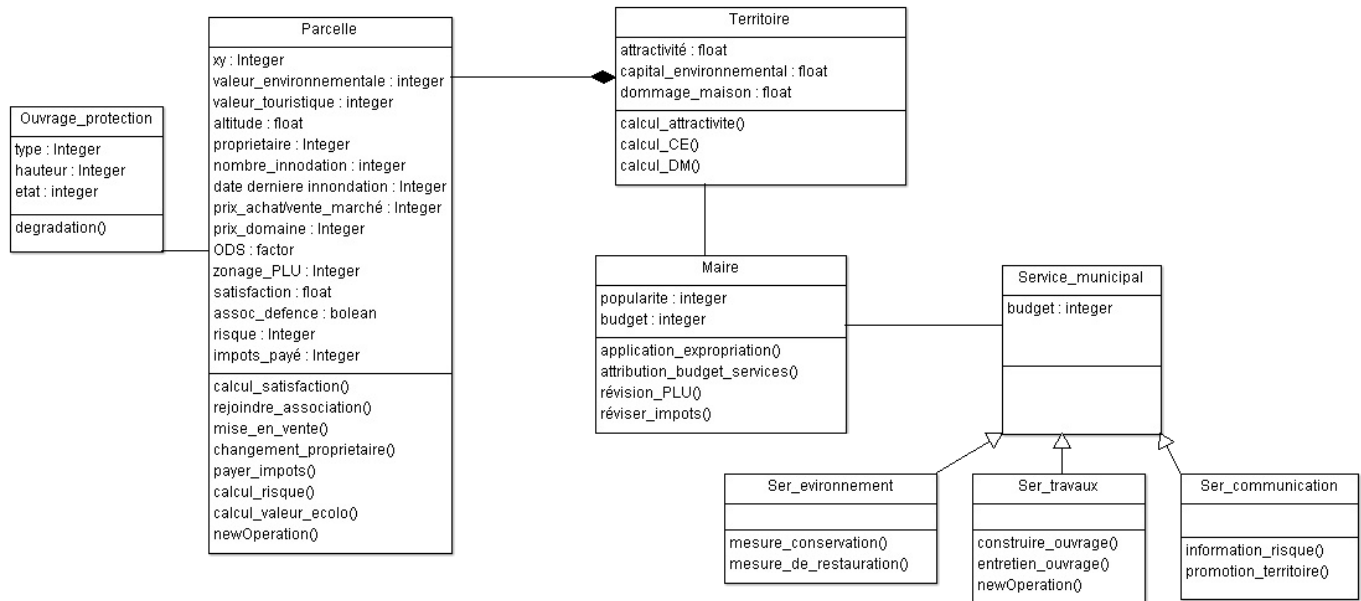 Ouvrage_protection
type : Integer
hauteur : Integer
etat : integer
degradation()
Parcelle
xy : Integer
valeur_environnementale : integer
valeur_touristique : integer
altitude : float
proprietaire : Integer
nombre_innodation : integer
date derniere innondation : Integer
prix_achat/vente_marché : Integer
prix_domaine : Integer
ODS : factor
zonage_PLU : Integer
satisfaction : float
assoc_defence : bolean
risque : Integer
impots_payé : Integer
calcul_satisfaction()
rejoindre_association()
mise_en_vente()
changement_proprietaire()
payer_impots()
calcul_risque()
calcul_valeur_ecolo()
newOperation()
Territoire
attractivité : float
capital_environnemental : float
dommage_maison : float
calcul_attractivite()
calcul_CE()
calcul_DM()
Maire
popularite : integer
budget : integer
application_expropriation()
attribution_budget_services()
révision_PLU()
réviser_impots()
Service_municipal
budget : integer
Ser_evironnement
mesure_conservation()
mesure_de_restauration()
Ser_travaux
construire_ouvrage()
entretien_ouvrage()
newOperation()
Ser_communication
information_risque()
promotion_territoire()